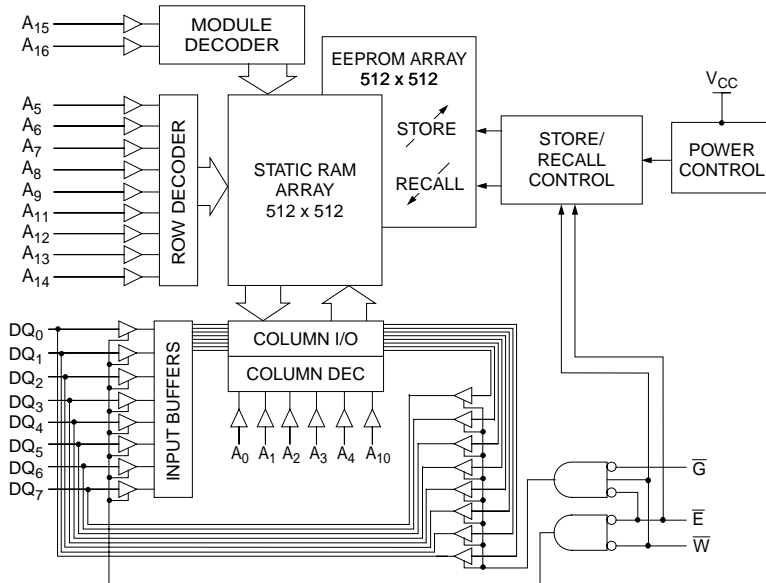 A15
A16
MODULE
DECODER
EEPROM ARRAY
512 x 512
VCC
A5
A6
A7
A8
A9
A11
A12
A13
A14
ROW DECODER
STATIC RAM
ARRAY
512 x 512
STORE
RECALL
STORE/
RECALL
CONTROL
POWER
CONTROL
DQ0
DQ1
DQ2
DQ3
DQ4
DQ5
DQ6
DQ7
INPUT BUFFERS
COLUMN I/O
COLUMN DEC
A0 A1 A2 A3 A4 A10
G̅
E̅
W̅